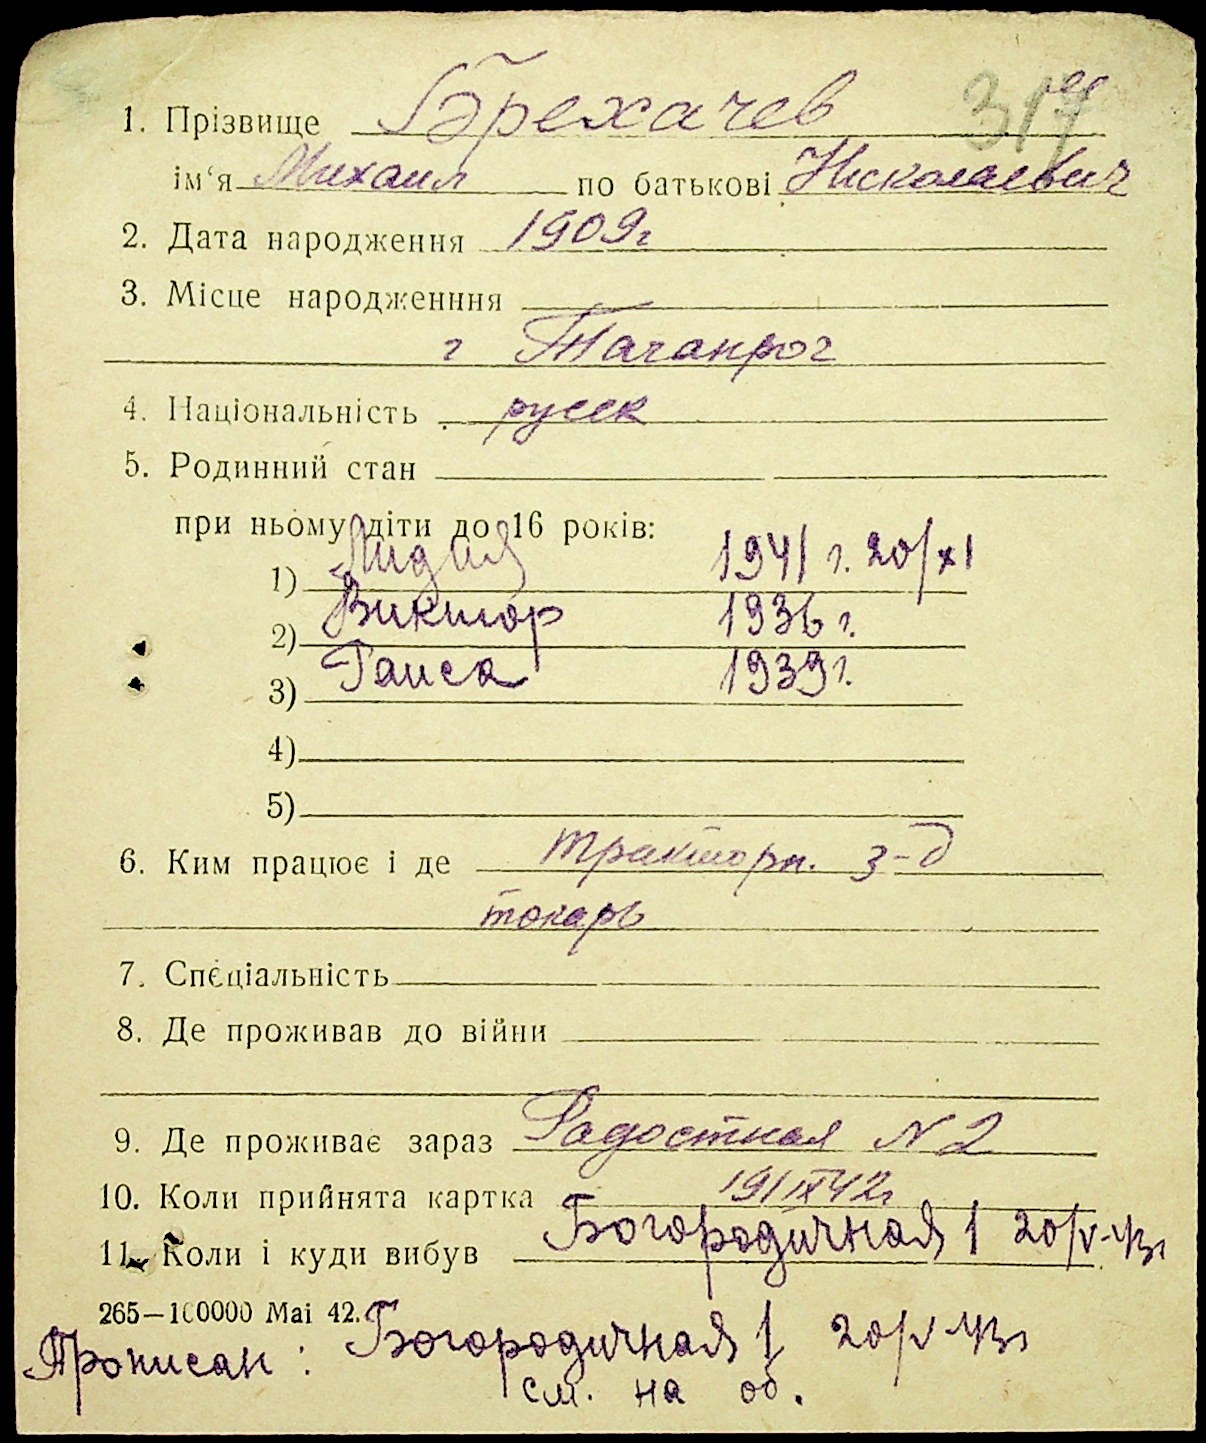 317
1. Прізвище Брехачев
ім'я Михаил по батькові Николаевич
2. Дата народження 1909г
3. Місце народженння
г Таганрог
4. Національність русск
5. Родинний стан
при ньому діти до 16 років:
1) Лидия 1941 г. 20/XI
2) Виктор 1936 г.
3) Раиса 1939 г.
4)
5)
6. Ким працює і де тракторн. з-д
токарь
7. Спєціальність
8. Де проживав до війни
9. Де проживає зараз Радостная N 2
10. Коли прийнята картка 19/IX 42г
11. Коли і куди вибув Богородичная 1 20/V-43г
265—100000 Mai 42.
Прописан: Богородичная 1 20/V 43г
см. на об.